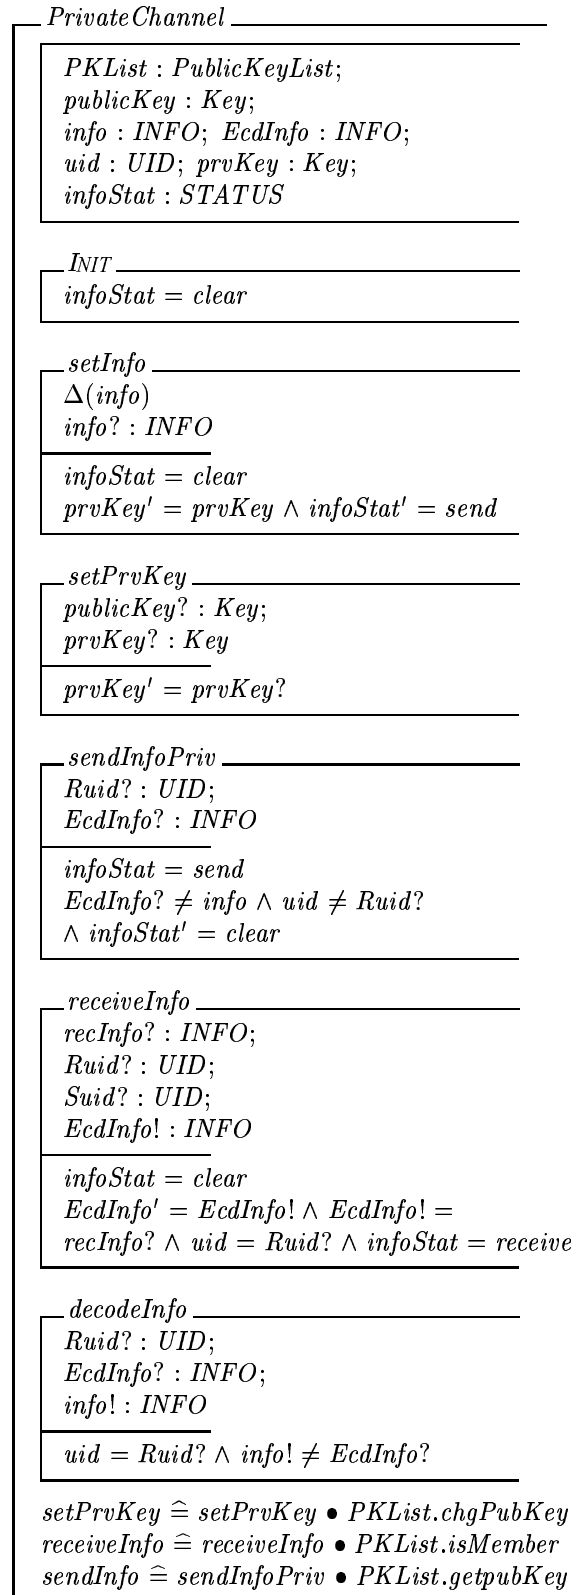 PrivateChannel
PKList : PublicKeyList;
publicKey : Key;
info : INFO; EcdInfo : INFO;
uid : UID; prvKey : Key;
infoStat : STATUS
INIT
infoStat = clear
setInfo
Δ(info)
info? : INFO
infoStat = clear
prvKey′ = prvKey ∧ infoStat′ = send
setPrvKey
publicKey? : Key;
prvKey? : Key
prvKey′ = prvKey?
sendInfoPriv
Ruid? : UID;
EcdInfo? : INFO
infoStat = send
EcdInfo? ≠ info ∧ uid ≠ Ruid?
∧ infoStat′ = clear
receiveInfo
recInfo? : INFO;
Ruid? : UID;
Suid? : UID;
EcdInfo! : INFO
infoStat = clear
EcdInfo′ = EcdInfo! ∧ EcdInfo! =
recInfo? ∧ uid = Ruid? ∧ infoStat = receive
decodeInfo
Ruid? : UID;
EcdInfo? : INFO;
info! : INFO
uid = Ruid? ∧ info! ≠ EcdInfo?
setPrvKey ≙ setPrvKey • PKList.chgPubKey
receiveInfo ≙ receiveInfo • PKList.isMember
sendInfo ≙ sendInfoPriv • PKList.getpubKey